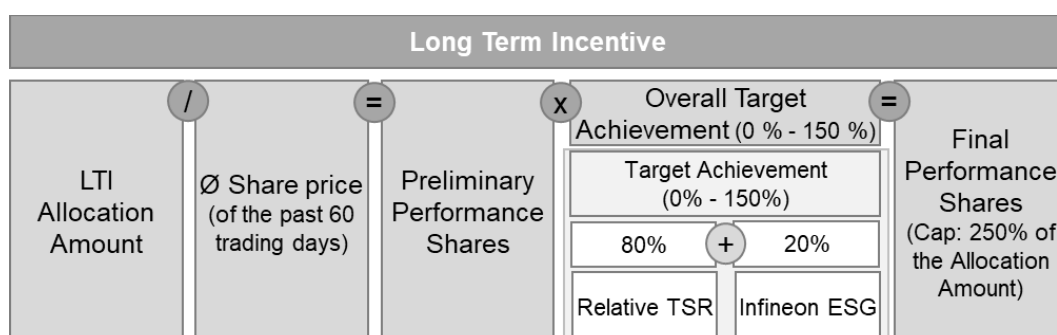 Long Term Incentive
LTI
Allocation
Amount
/
Ø Share price
(of the past 60
trading days)
=
Preliminary
Performance
Shares
x
Overall Target
Achievement (0 % - 150 %)
Target Achievement
(0% - 150%)
80%
+
20%
Relative TSR
Infineon ESG
=
Final
Performance
Shares
(Cap: 250% of
the Allocation
Amount)